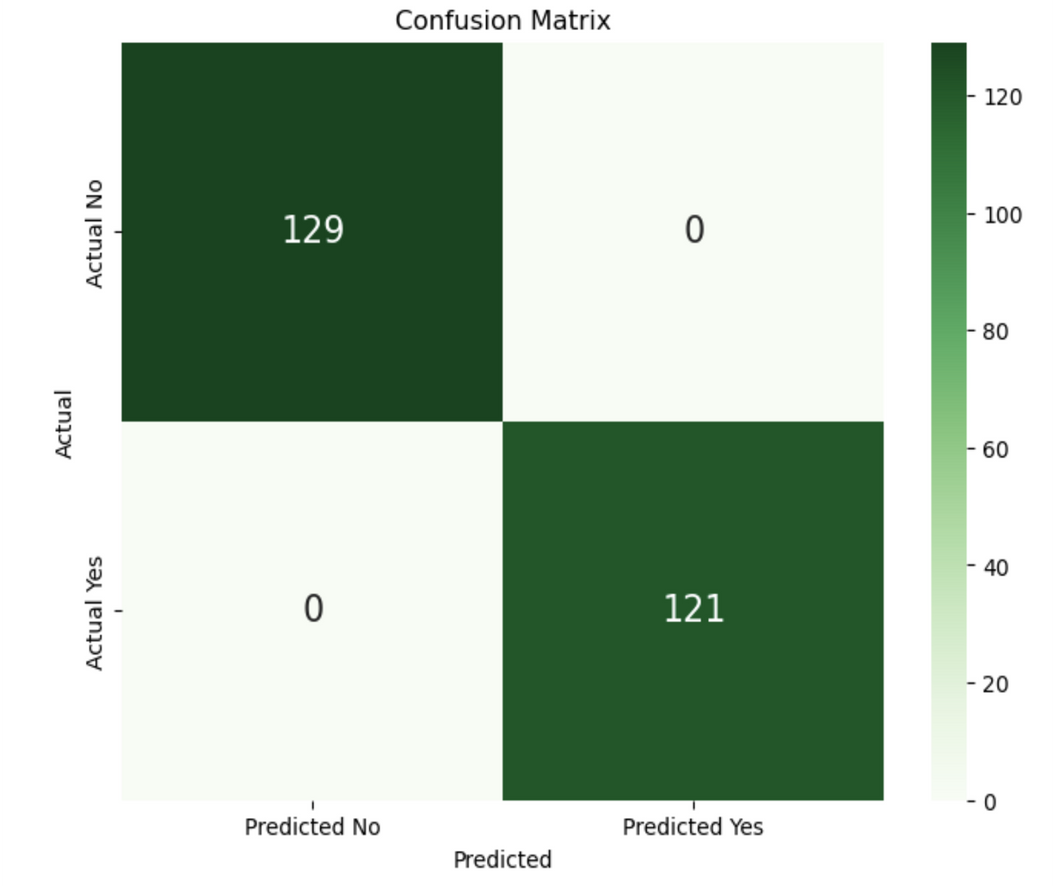 Confusion Matrix
Actual
Actual No
129
0
Actual Yes
0
121
Predicted No
Predicted Yes
Predicted
120
100
80
60
40
20
0